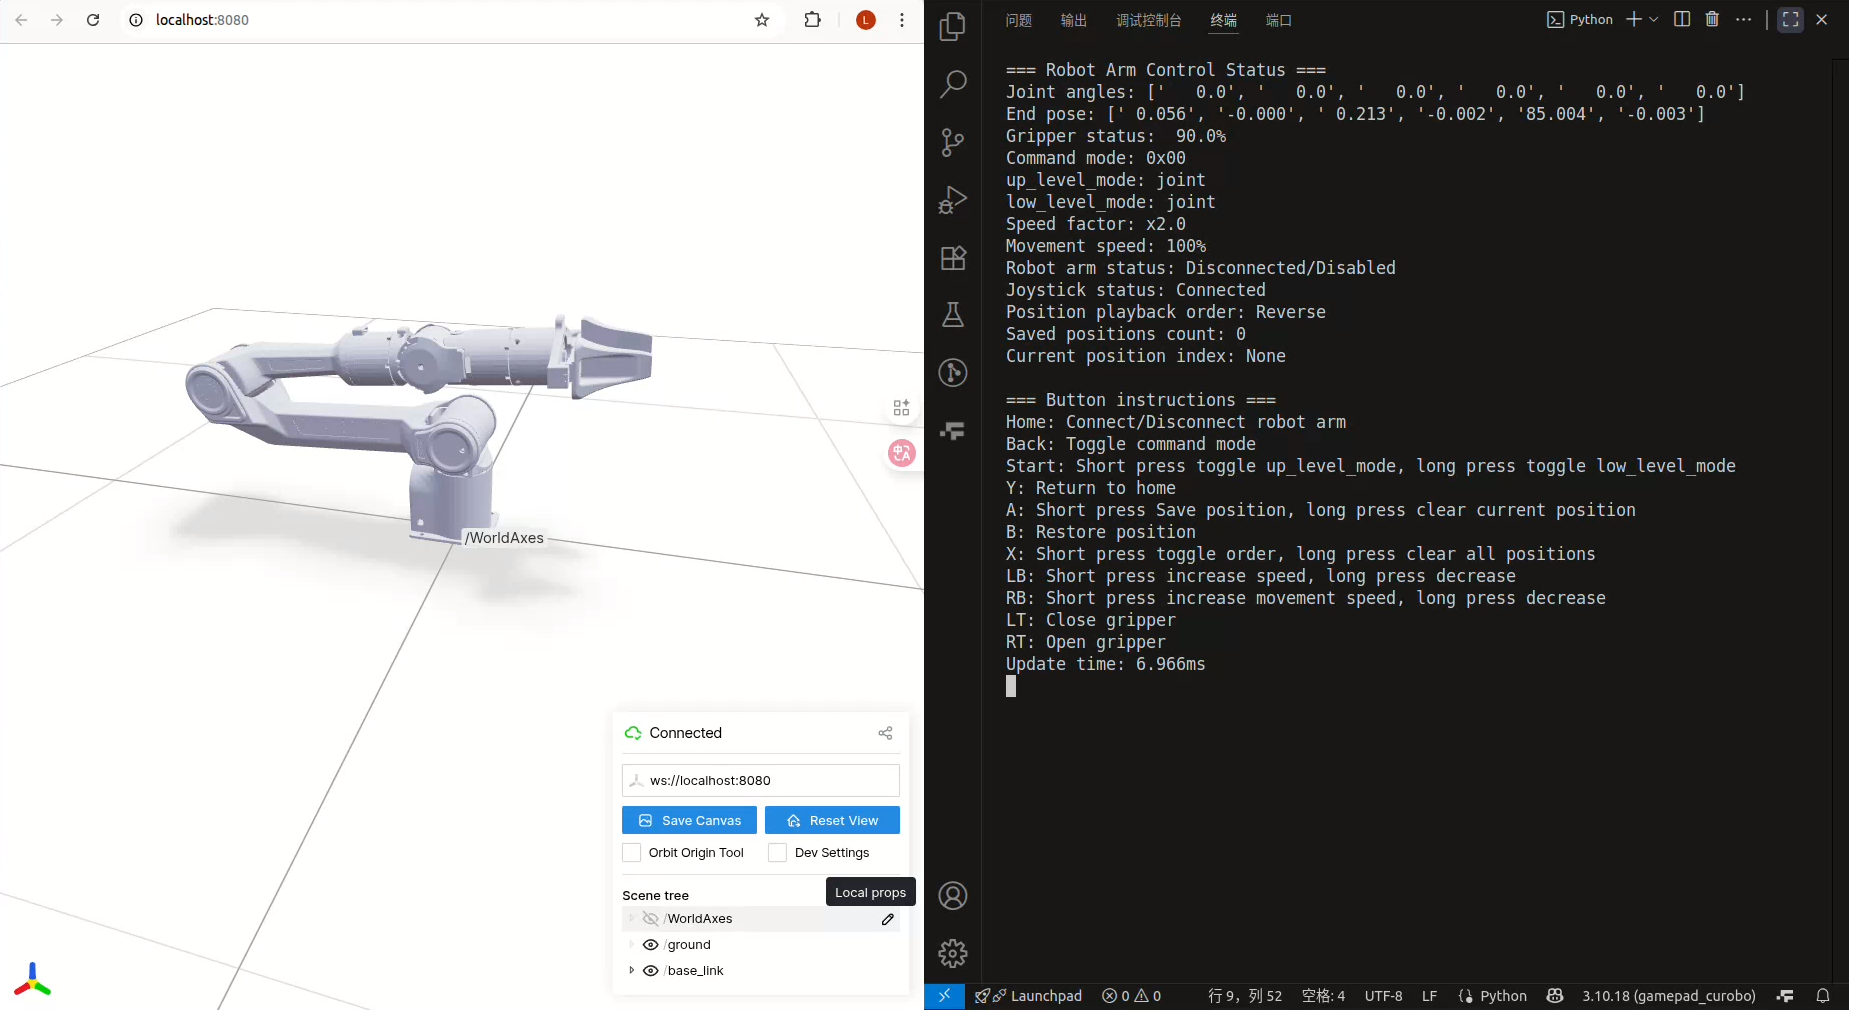 localhost:8080
L
/WorldAxes
中A
Connected
ws://localhost:8080
Save Canvas
Reset View
Orbit Origin Tool
Dev Settings
Local props
Scene tree
/WorldAxes
/ground
/base_link
问题 输出 调试控制台 终端 端口
Python
=== Robot Arm Control Status ===
Joint angles: ['   0.0', '   0.0', '   0.0', '   0.0', '   0.0', '   0.0']
End pose: [' 0.056', '-0.000', ' 0.213', '-0.002', '85.004', '-0.003']
Gripper status:  90.0%
Command mode: 0x00
up_level_mode: joint
low_level_mode: joint
Speed factor: x2.0
Movement speed: 100%
Robot arm status: Disconnected/Disabled
Joystick status: Connected
Position playback order: Reverse
Saved positions count: 0
Current position index: None
=== Button instructions ===
Home: Connect/Disconnect robot arm
Back: Toggle command mode
Start: Short press toggle up_level_mode, long press toggle low_level_mode
Y: Return to home
A: Short press Save position, long press clear current position
B: Restore position
X: Short press toggle order, long press clear all positions
LB: Short press increase speed, long press decrease
RB: Short press increase movement speed, long press decrease
LT: Close gripper
RT: Open gripper
Update time: 6.966ms
Launchpad 0 0 行 9，列 52 空格: 4 UTF-8 LF Python 3.10.18 (gamepad_curobo)